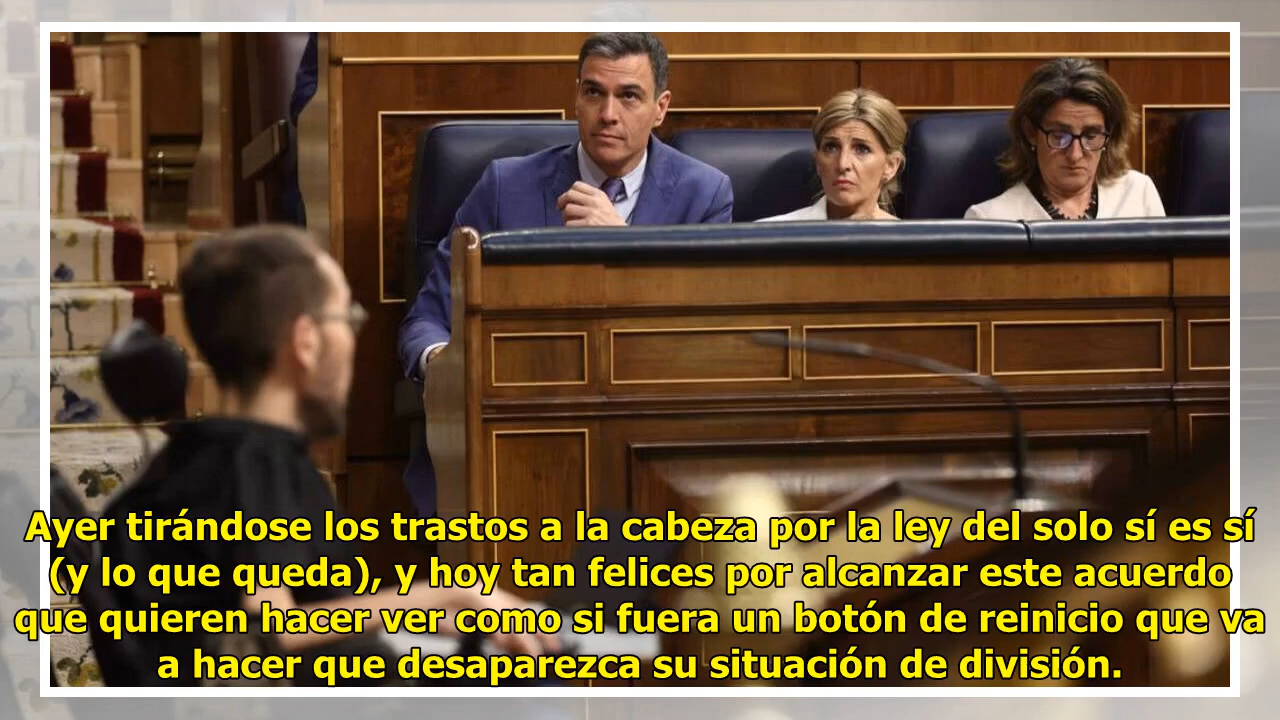 Ayer tirándose los trastos a la cabeza por la ley del solo sí es sí
(y lo que queda), y hoy tan felices por alcanzar este acuerdo
que quieren hacer ver como si fuera un botón de reinicio que va
a hacer que desaparezca su situación de división.